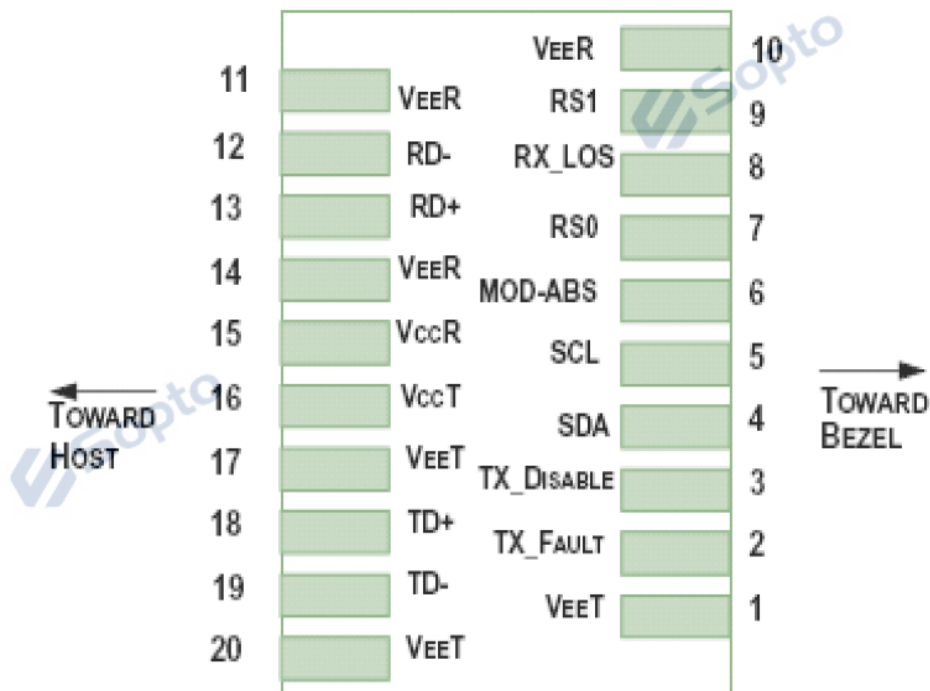 VEER 10
11 VEER
RS1 9
12 RD-
RX_LOS 8
13 RD+
RS0 7
14 VEER
MOD-ABS 6
15 VCCR
SCL 5
16 VCCT
SDA 4
17 VEET
TX_DISABLE 3
18 TD+
TX_FAULT 2
19 TD-
VEET 1
20 VEET
TOWARD
HOST
TOWARD
BEZEL
Sopto
Sopto